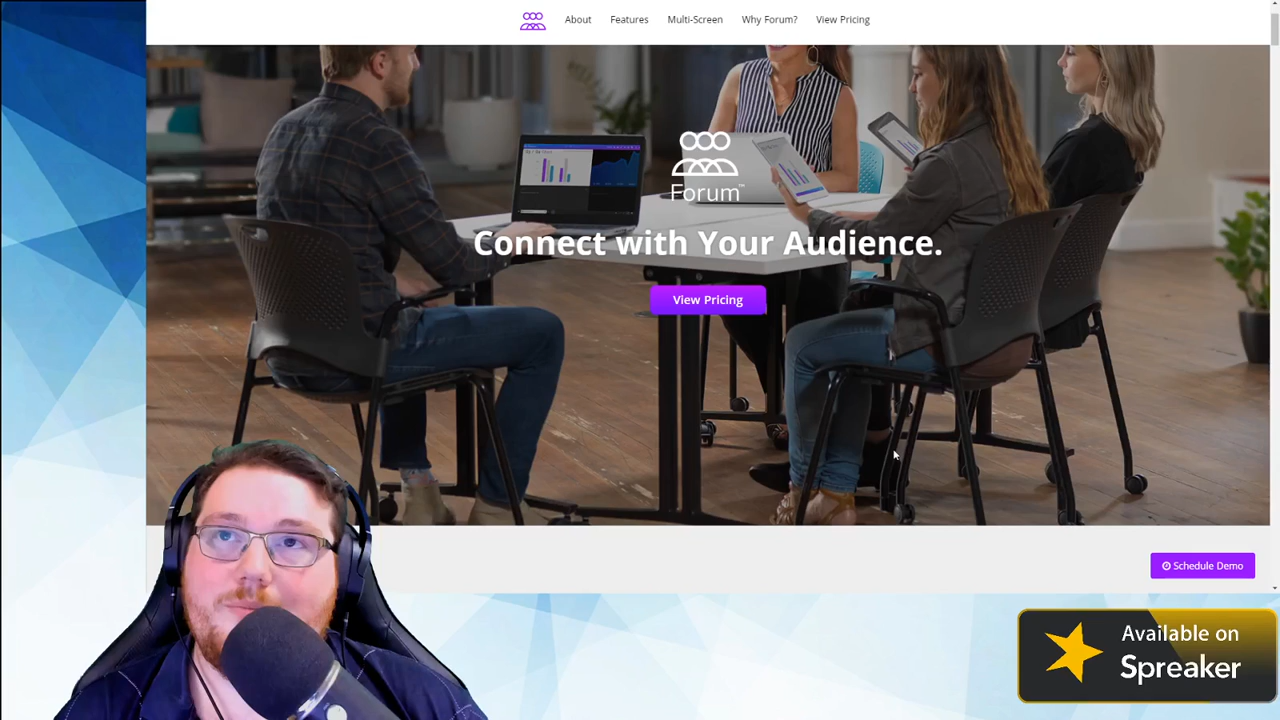 About Features Multi-Screen Why Forum? View Pricing
Forum™
Connect with Your Audience.
View Pricing
Schedule Demo
Available on
Spreaker